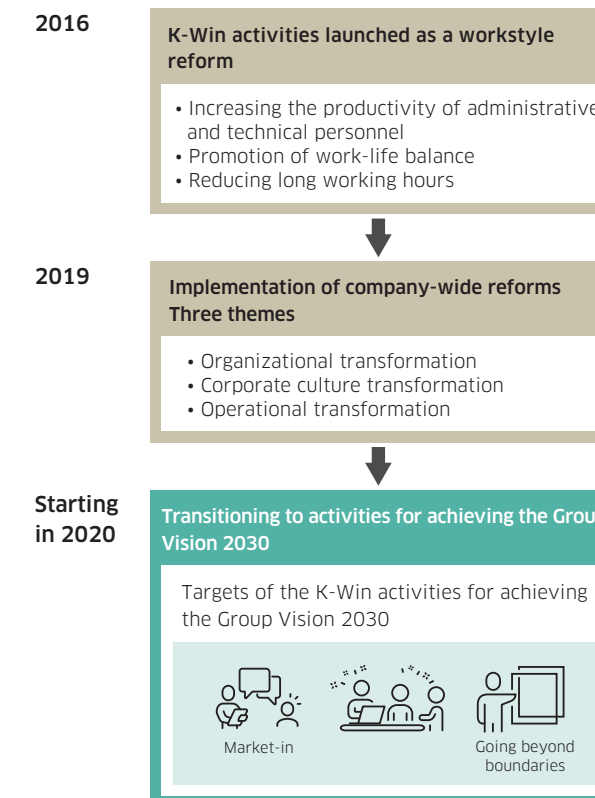 2016
K-Win activities launched as a workstyle
reform
• Increasing the productivity of administrative
and technical personnel
• Promotion of work-life balance
• Reducing long working hours
2019
Implementation of company-wide reforms
Three themes
• Organizational transformation
• Corporate culture transformation
• Operational transformation
Starting
in 2020
Transitioning to activities for achieving the Grou
Vision 2030
Targets of the K-Win activities for achieving
the Group Vision 2030
Market-in
Going beyond
boundaries